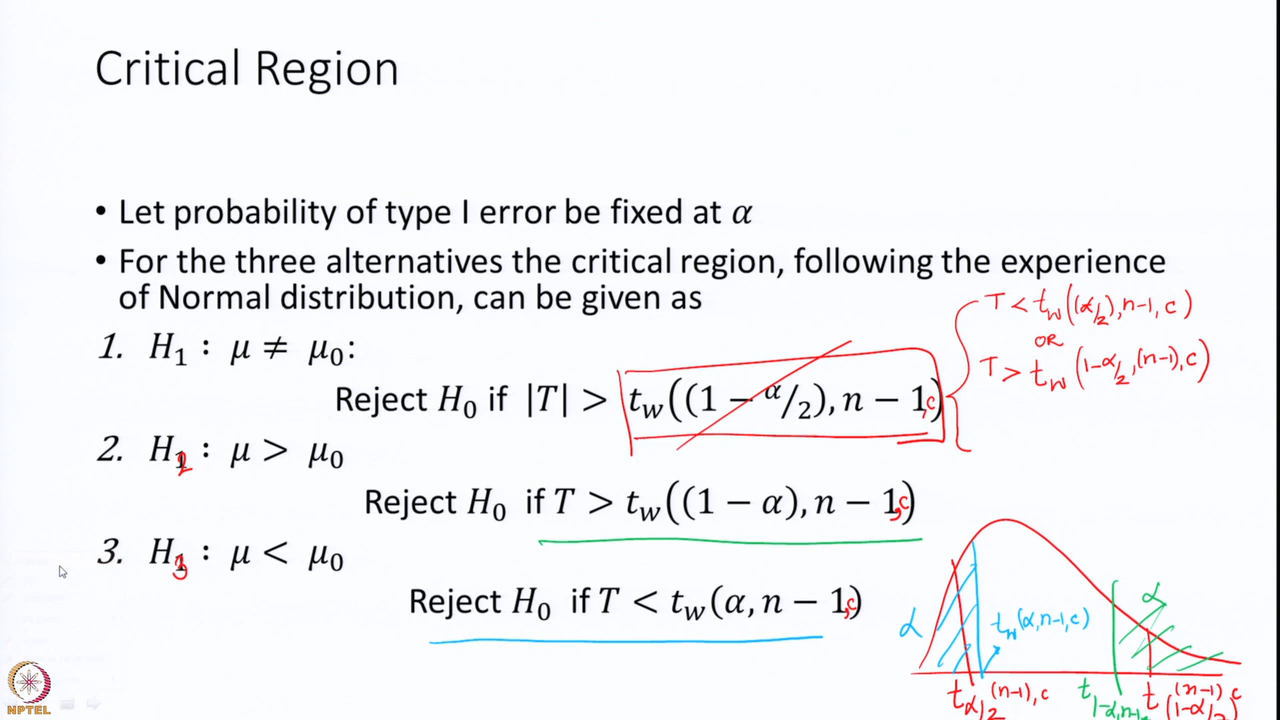 Critical Region
• Let probability of type I error be fixed at α
• For the three alternatives the critical region, following the experience
of Normal distribution, can be given as
1. H₁ : μ ≠ μ₀:
Reject H₀ if |T| > t_w((1 − α/2), n − 1,c)
T < t_w((α/2), n-1, c)
OR
T > t_w(1-α/2, (n-1), c)
2. H₂ : μ > μ₀
Reject H₀ if T > t_w((1 − α), n − 1,c)
3. H₃ : μ < μ₀
Reject H₀ if T < t_w(α, n − 1,c)
α
t_w(α, n-1, c)
α
t_α/2 (n-1), c
t_1-α, n-1
t_(1-α/2) (n-1) c
NPTEL